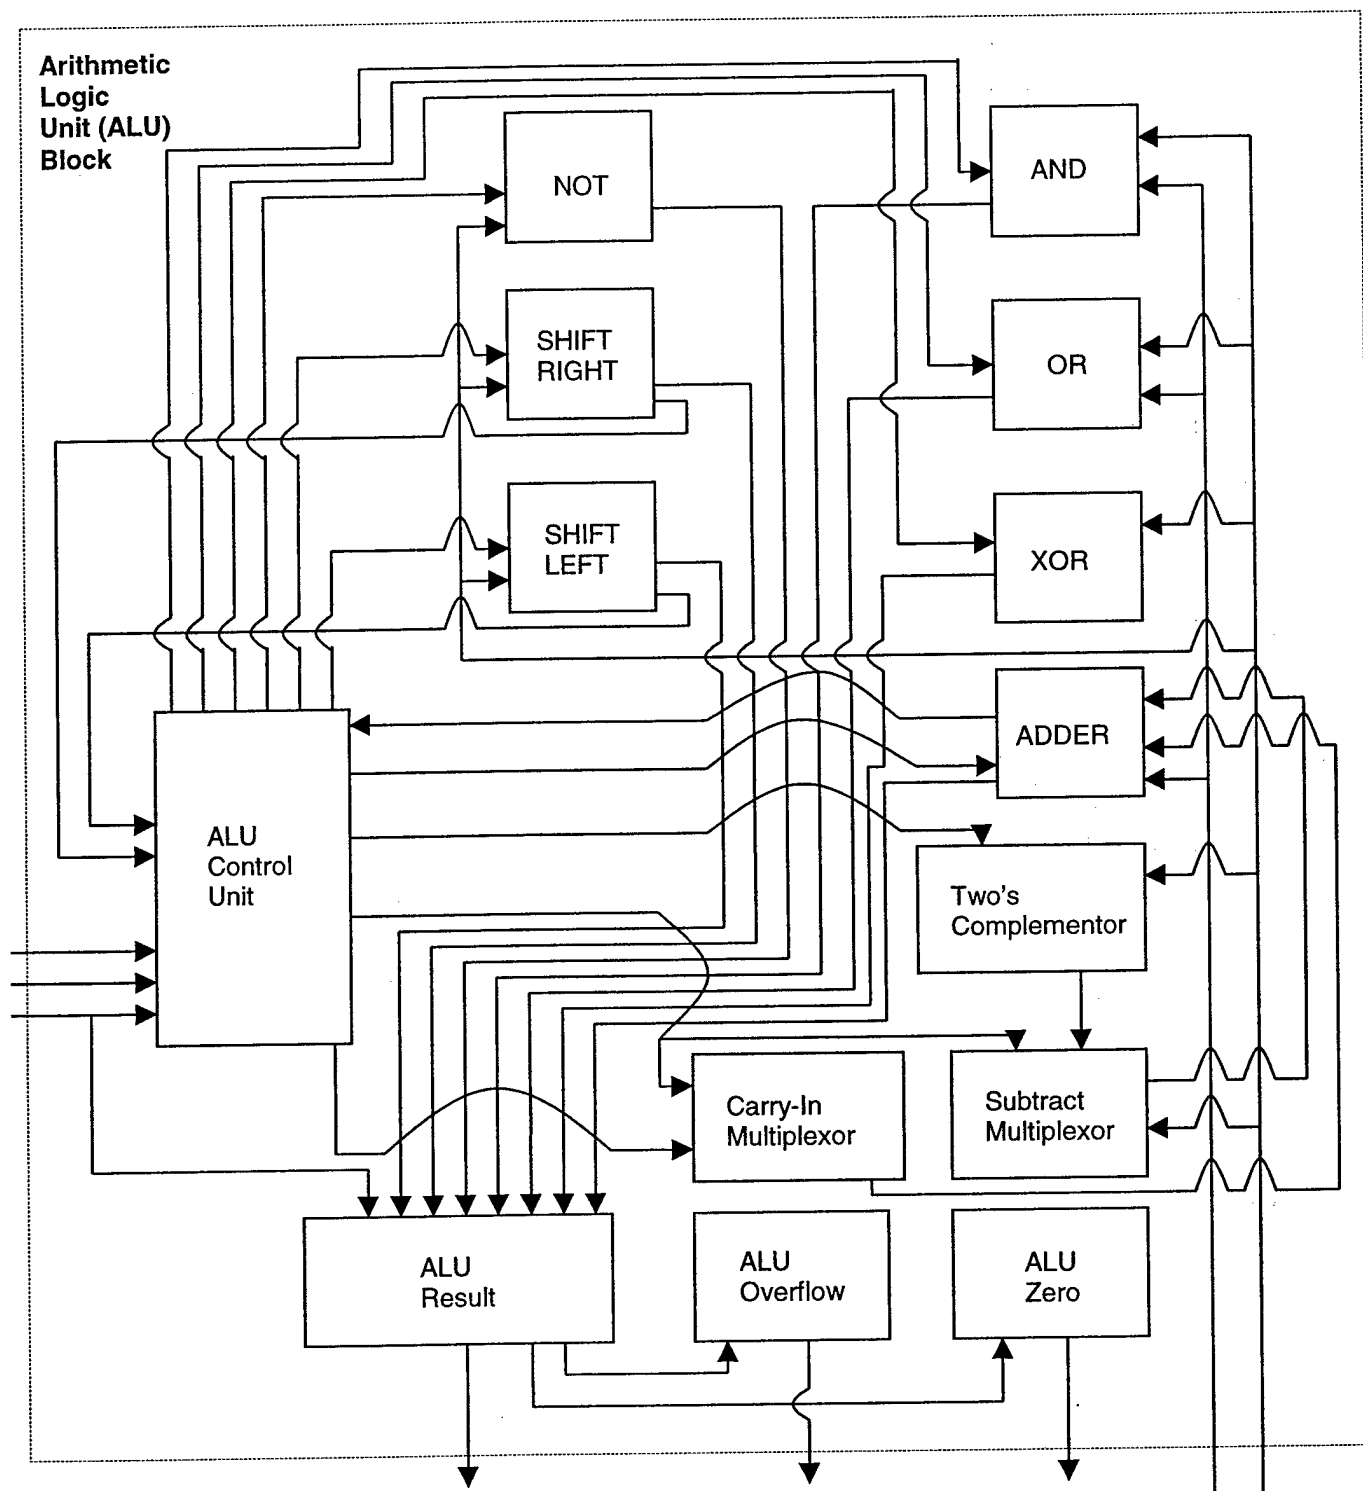 Arithmetic
Logic
Unit (ALU)
Block
NOT
AND
SHIFT
RIGHT
OR
SHIFT
LEFT
XOR
ADDER
ALU
Control
Unit
Two's
Complementor
Carry-In
Multiplexor
Subtract
Multiplexor
ALU
Result
ALU
Overflow
ALU
Zero